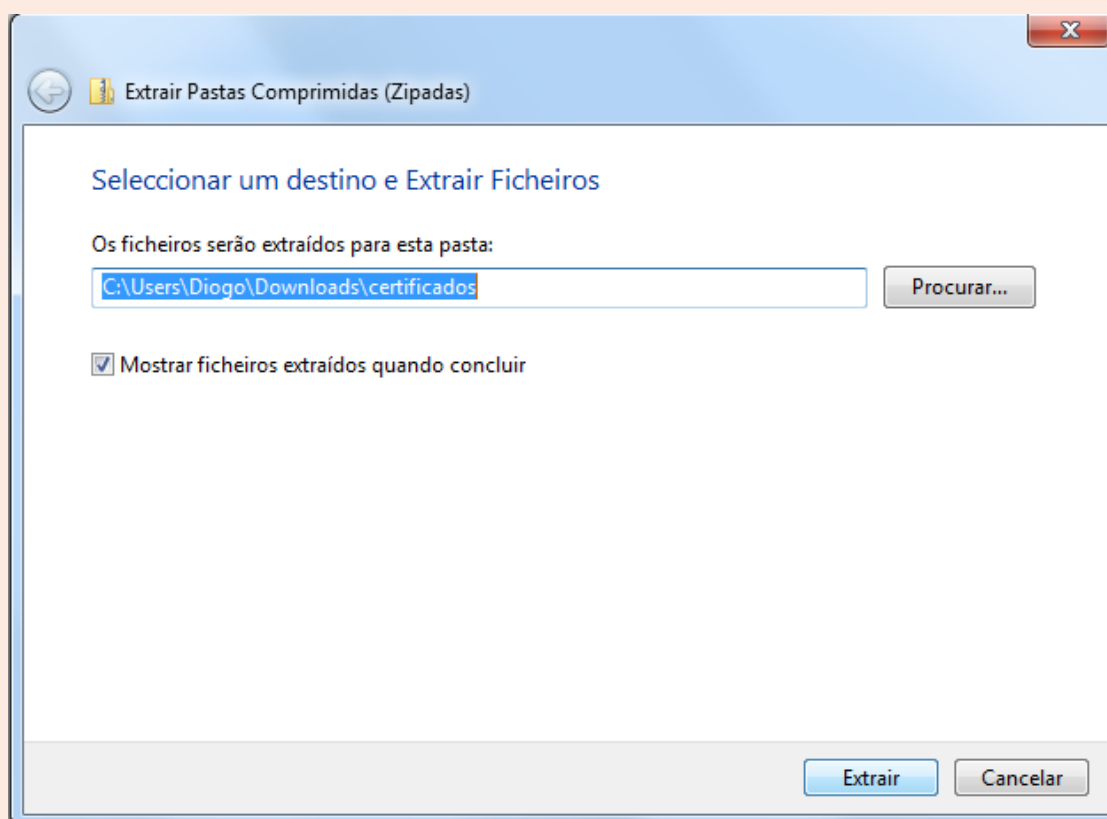 Extrair Pastas Comprimidas (Zipadas)
Seleccionar um destino e Extrair Ficheiros
Os ficheiros serão extraídos para esta pasta:
C:\Users\Diogo\Downloads\certificados
Procurar...
Mostrar ficheiros extraídos quando concluir
Extrair
Cancelar